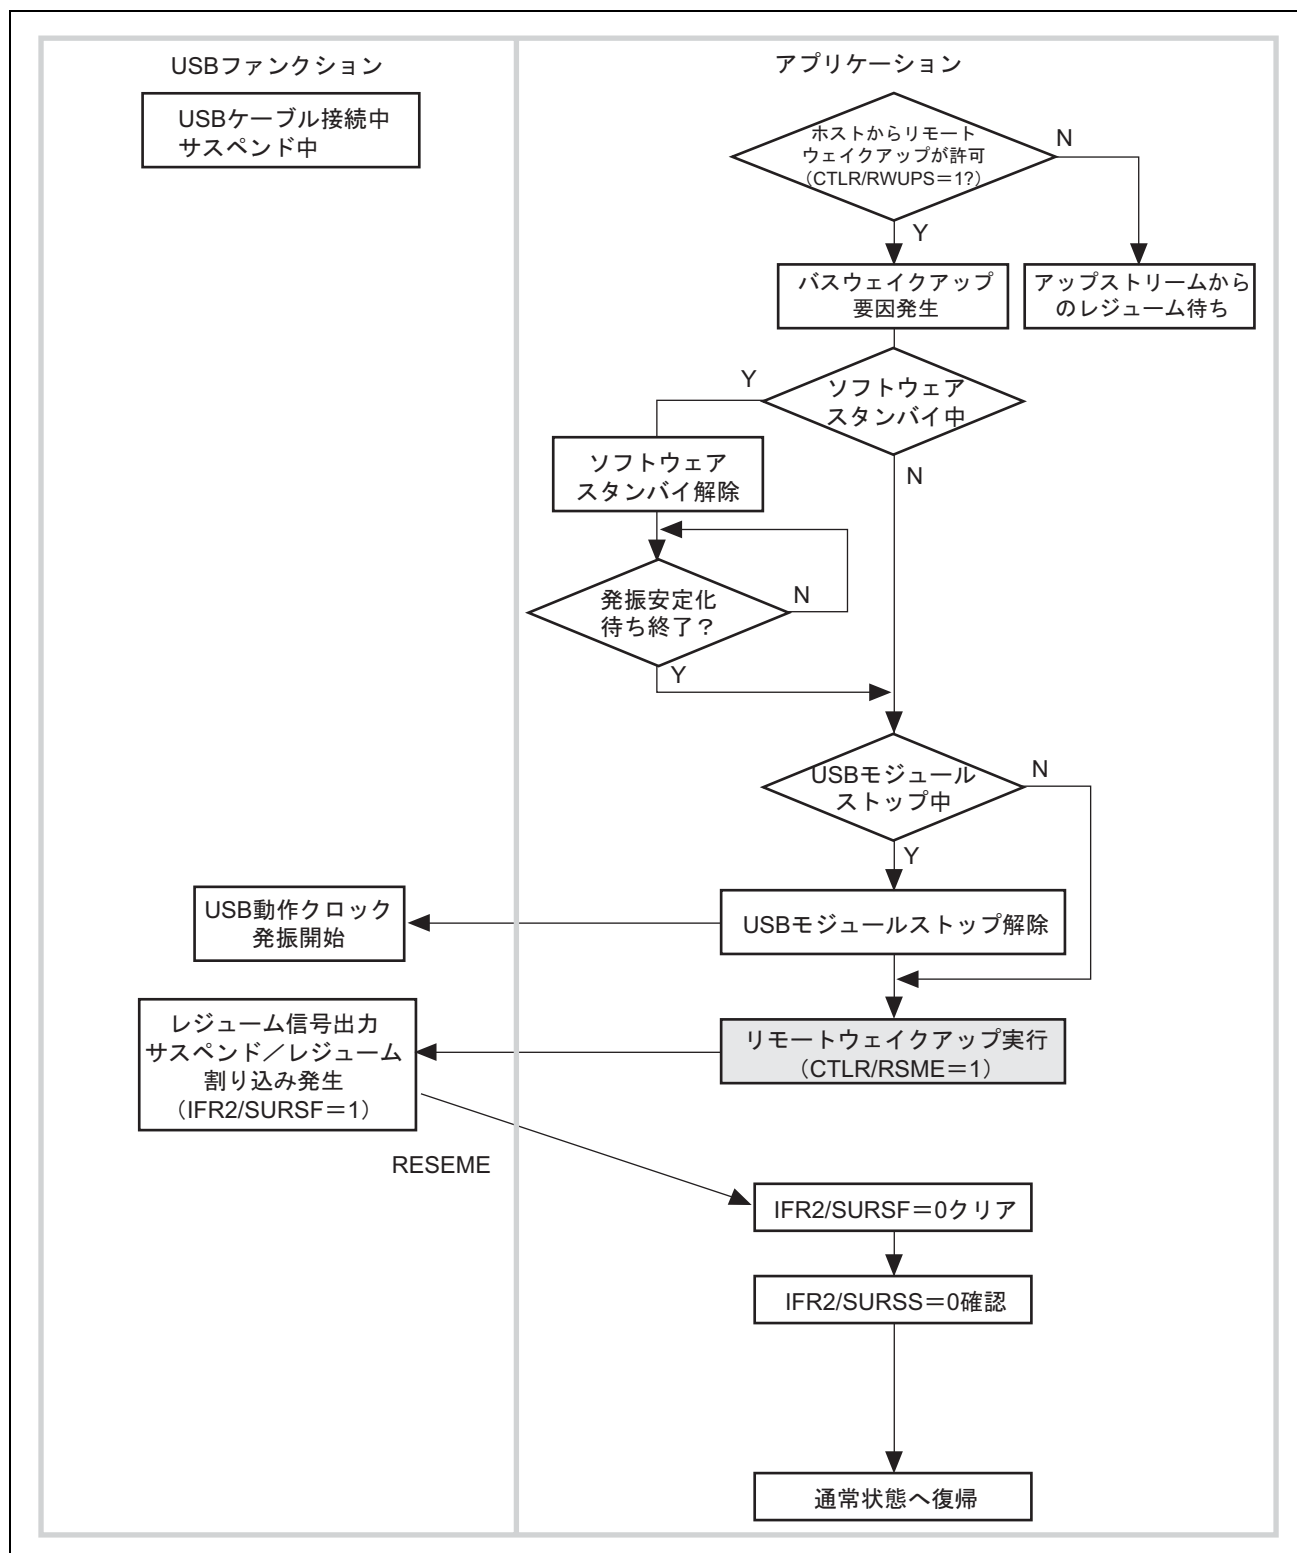 USBファンクション
アプリケーション
USBケーブル接続中
サスペンド中
ホストからリモート
ウェイクアップが許可
（CTLR/RWUPS＝1?）
N
Y
バスウェイクアップ
要因発生
アップストリームから
のレジューム待ち
Y
ソフトウェア
スタンバイ中
N
ソフトウェア
スタンバイ解除
発振安定化
待ち終了？
N
Y
USBモジュール
ストップ中
N
Y
USB動作クロック
発振開始
USBモジュールストップ解除
レジューム信号出力
サスペンド／レジューム
割り込み発生
（IFR2/SURSF＝1）
リモートウェイクアップ実行
（CTLR/RSME＝1）
RESEME
IFR2/SURSF＝0クリア
IFR2/SURSS＝0確認
通常状態へ復帰